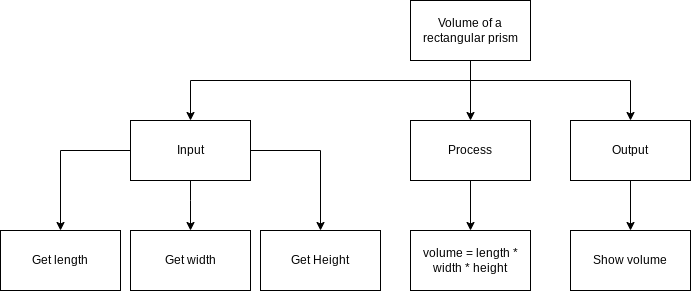 Volume of a
rectangular prism
Input
Process
Output
Get length
Get width
Get Height
volume = length *
width * height
Show volume